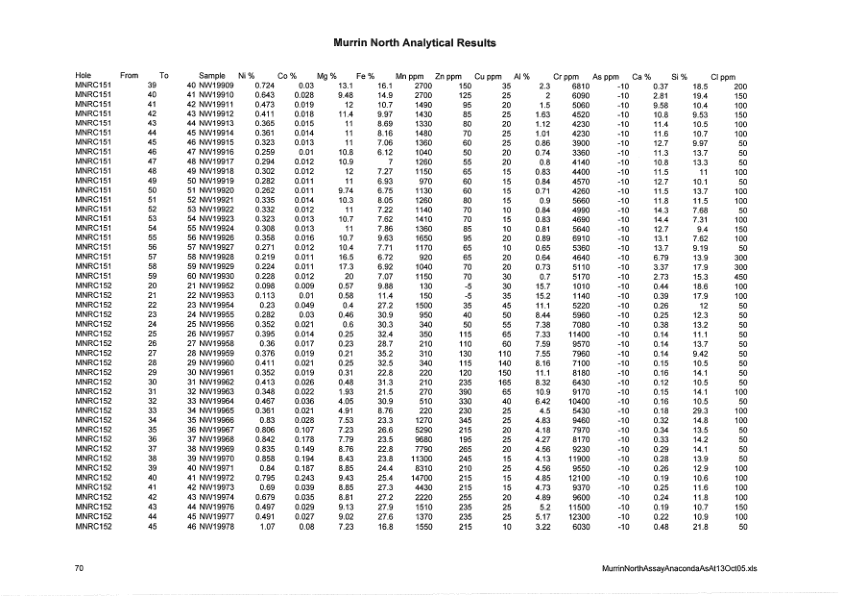 Murrin North Analytical Results
Hole From To Sample Ni % Co % Mg % Fe % Mn ppm Zn ppm Cu ppm Al % Cr ppm As ppm Ca % Si % Cl ppm
MNRC151 39 40 NW19909 0.724 0.03 13.1 16.1 2700 150 35 2.3 6810 -10 0.37 18.5 200
MNRC151 40 41 NW19910 0.643 0.028 9.48 14.9 2700 125 25 2 6090 -10 2.81 19.4 150
MNRC151 41 42 NW19911 0.473 0.019 12 10.7 1490 95 20 1.5 5060 -10 9.58 10.4 100
MNRC151 42 43 NW19912 0.411 0.018 11.4 9.97 1430 85 25 1.63 4520 -10 10.8 9.53 150
MNRC151 43 44 NW19913 0.365 0.015 11 8.69 1330 80 20 1.12 4230 -10 11.4 10.5 100
MNRC151 44 45 NW19914 0.361 0.014 11 8.16 1480 70 25 1.01 4230 -10 11.6 10.7 100
MNRC151 45 46 NW19915 0.323 0.013 11 7.06 1360 60 25 0.86 3900 -10 12.7 9.97 50
MNRC151 46 47 NW19916 0.259 0.01 10.8 6.12 1040 50 20 0.74 3360 -10 11.3 13.7 50
MNRC151 47 48 NW19917 0.294 0.012 10.9 7 1260 55 20 0.8 4140 -10 10.8 13.3 50
MNRC151 48 49 NW19918 0.302 0.012 12 7.27 1150 65 15 0.83 4400 -10 11.5 11 100
MNRC151 49 50 NW19919 0.282 0.011 11 6.93 970 60 15 0.84 4570 -10 12.7 10.1 50
MNRC151 50 51 NW19920 0.262 0.011 9.74 6.75 1130 60 15 0.71 4260 -10 11.5 13.7 100
MNRC151 51 52 NW19921 0.335 0.014 10.3 8.05 1260 80 15 0.9 5660 -10 11.8 11.5 100
MNRC151 52 53 NW19922 0.332 0.012 11 7.22 1140 70 10 0.84 4990 -10 14.3 7.68 50
MNRC151 53 54 NW19923 0.323 0.013 10.7 7.62 1410 70 15 0.83 4690 -10 14.4 7.31 100
MNRC151 54 55 NW19924 0.308 0.013 11 7.86 1360 85 10 0.81 5640 -10 12.7 9.4 150
MNRC151 55 56 NW19926 0.358 0.016 10.7 9.63 1650 95 20 0.89 6910 -10 13.1 7.62 100
MNRC151 56 57 NW19927 0.271 0.012 10.4 7.71 1170 65 10 0.65 5360 -10 13.7 9.19 50
MNRC151 57 58 NW19928 0.219 0.011 16.5 6.72 920 65 20 0.64 4640 -10 6.79 13.9 300
MNRC151 58 59 NW19929 0.224 0.011 17.3 6.92 1040 70 20 0.73 5110 -10 3.37 17.9 300
MNRC151 59 60 NW19930 0.228 0.012 20 7.07 1150 70 30 0.7 5170 -10 2.73 15.3 450
MNRC152 20 21 NW19952 0.098 0.009 0.57 9.88 130 -5 30 15.7 1010 -10 0.44 18.6 100
MNRC152 21 22 NW19953 0.113 0.01 0.58 11.4 150 -5 35 15.2 1140 -10 0.39 17.9 100
MNRC152 22 23 NW19954 0.23 0.049 0.4 27.2 1500 35 45 11.1 5220 -10 0.26 12 50
MNRC152 23 24 NW19955 0.282 0.03 0.46 30.9 950 40 50 8.44 5960 -10 0.25 12.3 50
MNRC152 24 25 NW19956 0.352 0.021 0.6 30.3 340 50 55 7.38 7080 -10 0.38 13.2 50
MNRC152 25 26 NW19957 0.395 0.014 0.25 32.4 350 115 65 7.33 11400 -10 0.14 11.1 50
MNRC152 26 27 NW19958 0.36 0.017 0.23 28.7 210 110 60 7.59 9570 -10 0.14 13.7 50
MNRC152 27 28 NW19959 0.376 0.019 0.21 35.2 310 130 110 7.55 7960 -10 0.14 9.42 50
MNRC152 28 29 NW19960 0.411 0.021 0.25 32.5 340 115 140 8.16 7100 -10 0.15 10.5 50
MNRC152 29 30 NW19961 0.352 0.019 0.31 22.8 220 120 150 11.1 8180 -10 0.16 14.1 50
MNRC152 30 31 NW19962 0.413 0.026 0.48 31.3 210 235 165 8.32 6430 -10 0.12 10.5 50
MNRC152 31 32 NW19963 0.348 0.022 1.93 21.5 270 390 65 10.9 9170 -10 0.15 14.1 100
MNRC152 32 33 NW19964 0.467 0.036 4.05 30.9 510 330 40 6.42 10400 -10 0.16 10.5 50
MNRC152 33 34 NW19965 0.361 0.021 4.91 8.76 220 230 25 4.5 5430 -10 0.18 29.3 100
MNRC152 34 35 NW19966 0.83 0.028 7.53 23.3 1270 345 25 4.83 9460 -10 0.32 14.8 100
MNRC152 35 36 NW19967 0.806 0.107 7.23 26.6 5290 215 20 4.18 7970 -10 0.34 13.5 50
MNRC152 36 37 NW19968 0.842 0.178 7.79 23.5 9680 195 25 4.27 8170 -10 0.33 14.2 50
MNRC152 37 38 NW19969 0.835 0.149 8.76 22.8 7790 265 20 4.56 9230 -10 0.29 14.1 50
MNRC152 38 39 NW19970 0.858 0.194 8.43 23.8 11300 245 15 4.13 11900 -10 0.28 13.9 50
MNRC152 39 40 NW19971 0.84 0.187 8.85 24.4 8310 210 25 4.56 9550 -10 0.26 12.9 100
MNRC152 40 41 NW19972 0.795 0.243 9.43 25.4 14700 215 15 4.85 12100 -10 0.19 10.6 100
MNRC152 41 42 NW19973 0.69 0.039 8.85 27.3 4430 215 15 4.73 9370 -10 0.25 11.6 100
MNRC152 42 43 NW19974 0.679 0.035 8.81 27.2 2220 255 20 4.89 9600 -10 0.24 11.8 100
MNRC152 43 44 NW19976 0.497 0.029 9.13 27.9 1510 235 25 5.2 11500 -10 0.19 10.7 150
MNRC152 44 45 NW19977 0.491 0.027 9.02 27.6 1370 235 25 5.17 12300 -10 0.22 10.9 100
MNRC152 45 46 NW19978 1.07 0.08 7.23 16.8 1550 215 10 3.22 6030 -10 0.48 21.8 50
70 MurrinNorthAssayAnacondaAsAt13Oct05.xls